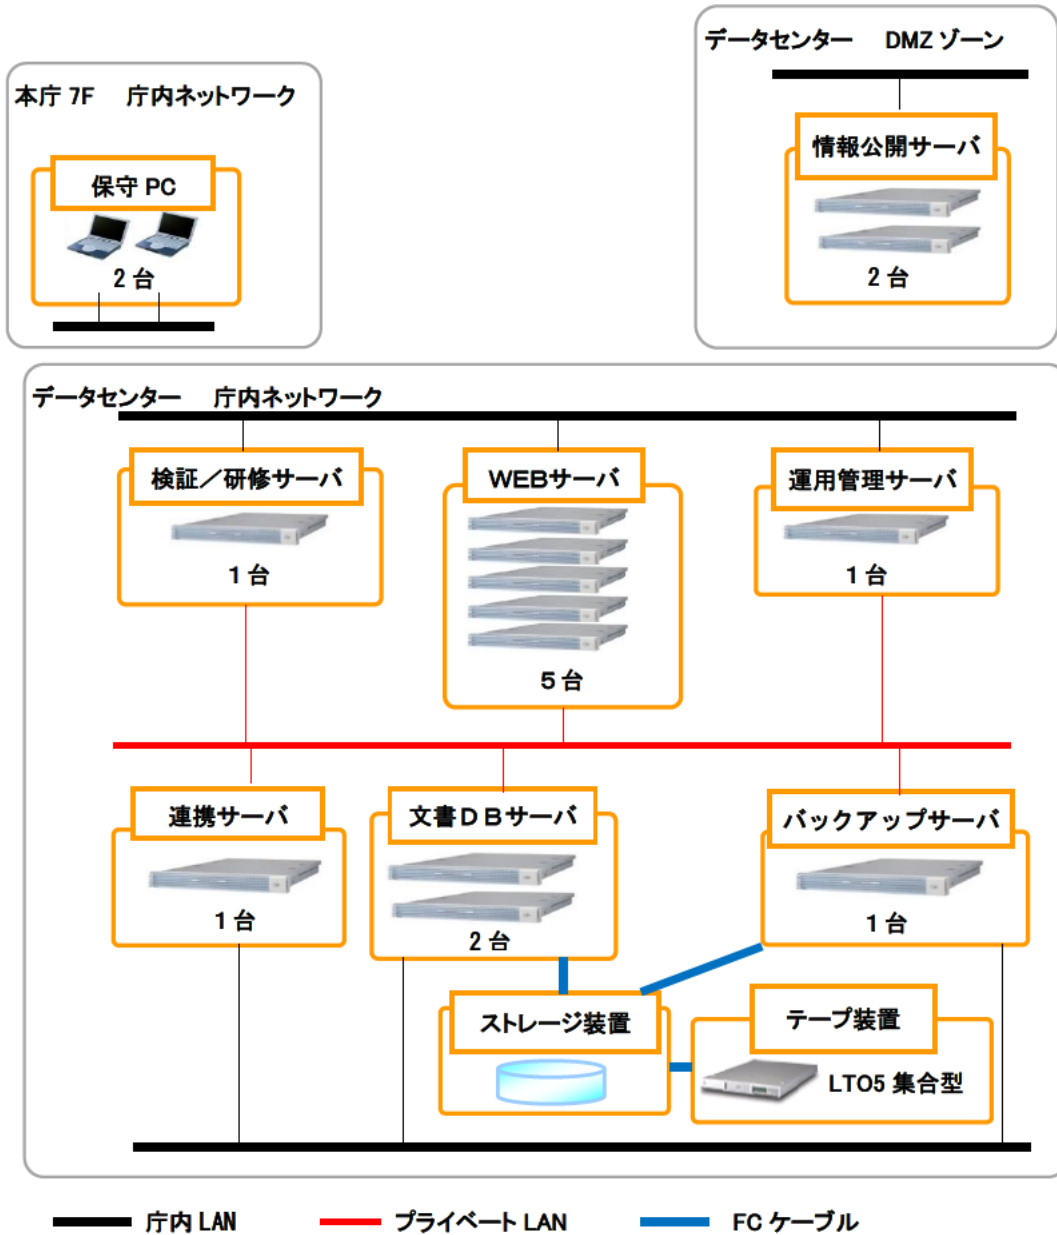 データセンター DMZ ゾーン
本庁 7F 庁内ネットワーク
情報公開サーバ
保守 PC
2 台
2 台
データセンター 庁内ネットワーク
検証／研修サーバ
WEBサーバ
運用管理サーバ
1 台
1 台
5 台
連携サーバ
文書ＤＢサーバ
バックアップサーバ
1 台
2 台
1 台
ストレージ装置
テープ装置
LTO5 集合型
庁内 LAN
プライベート LAN
FC ケーブル